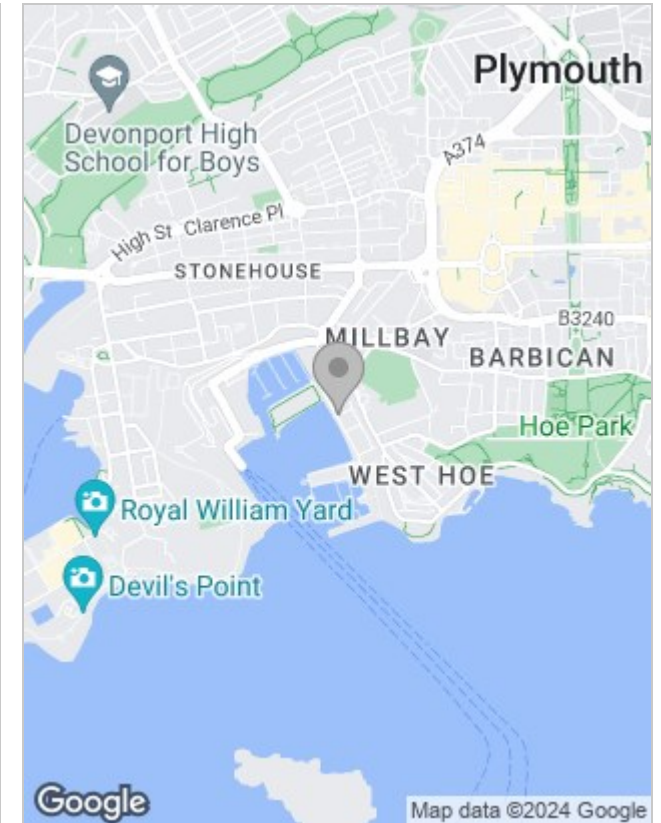 Plymouth
Devonport High
School for Boys
A374
High St
Clarence Pl
STONEHOUSE
B3240
MILLBAY
BARBICAN
Hoe Park
WEST HOE
Royal William Yard
Devil's Point
Google
Map data ©2024 Google